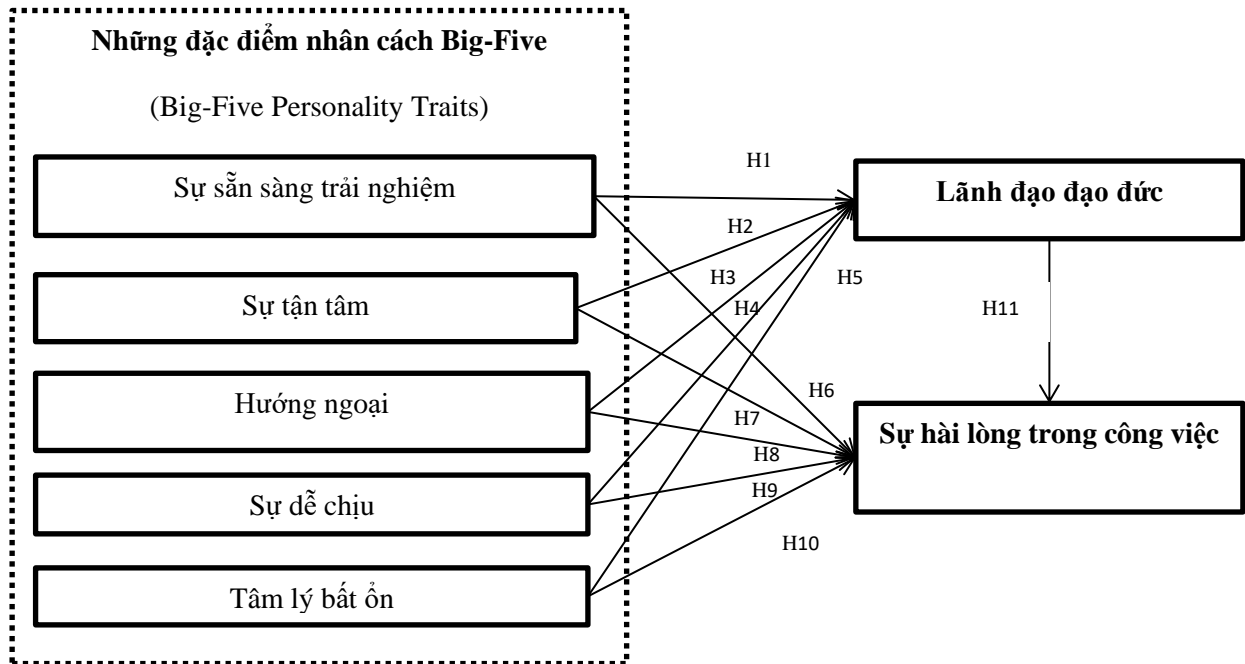 Những đặc điểm nhân cách Big-Five
(Big-Five Personality Traits)
Sự sẵn sàng trải nghiệm
Sự tận tâm
Hướng ngoại
Sự dễ chịu
Tâm lý bất ổn
H1
H2
H3
H4
H5
H6
H7
H8
H9
H10
Lãnh đạo đạo đức
H11
Sự hài lòng trong công việc